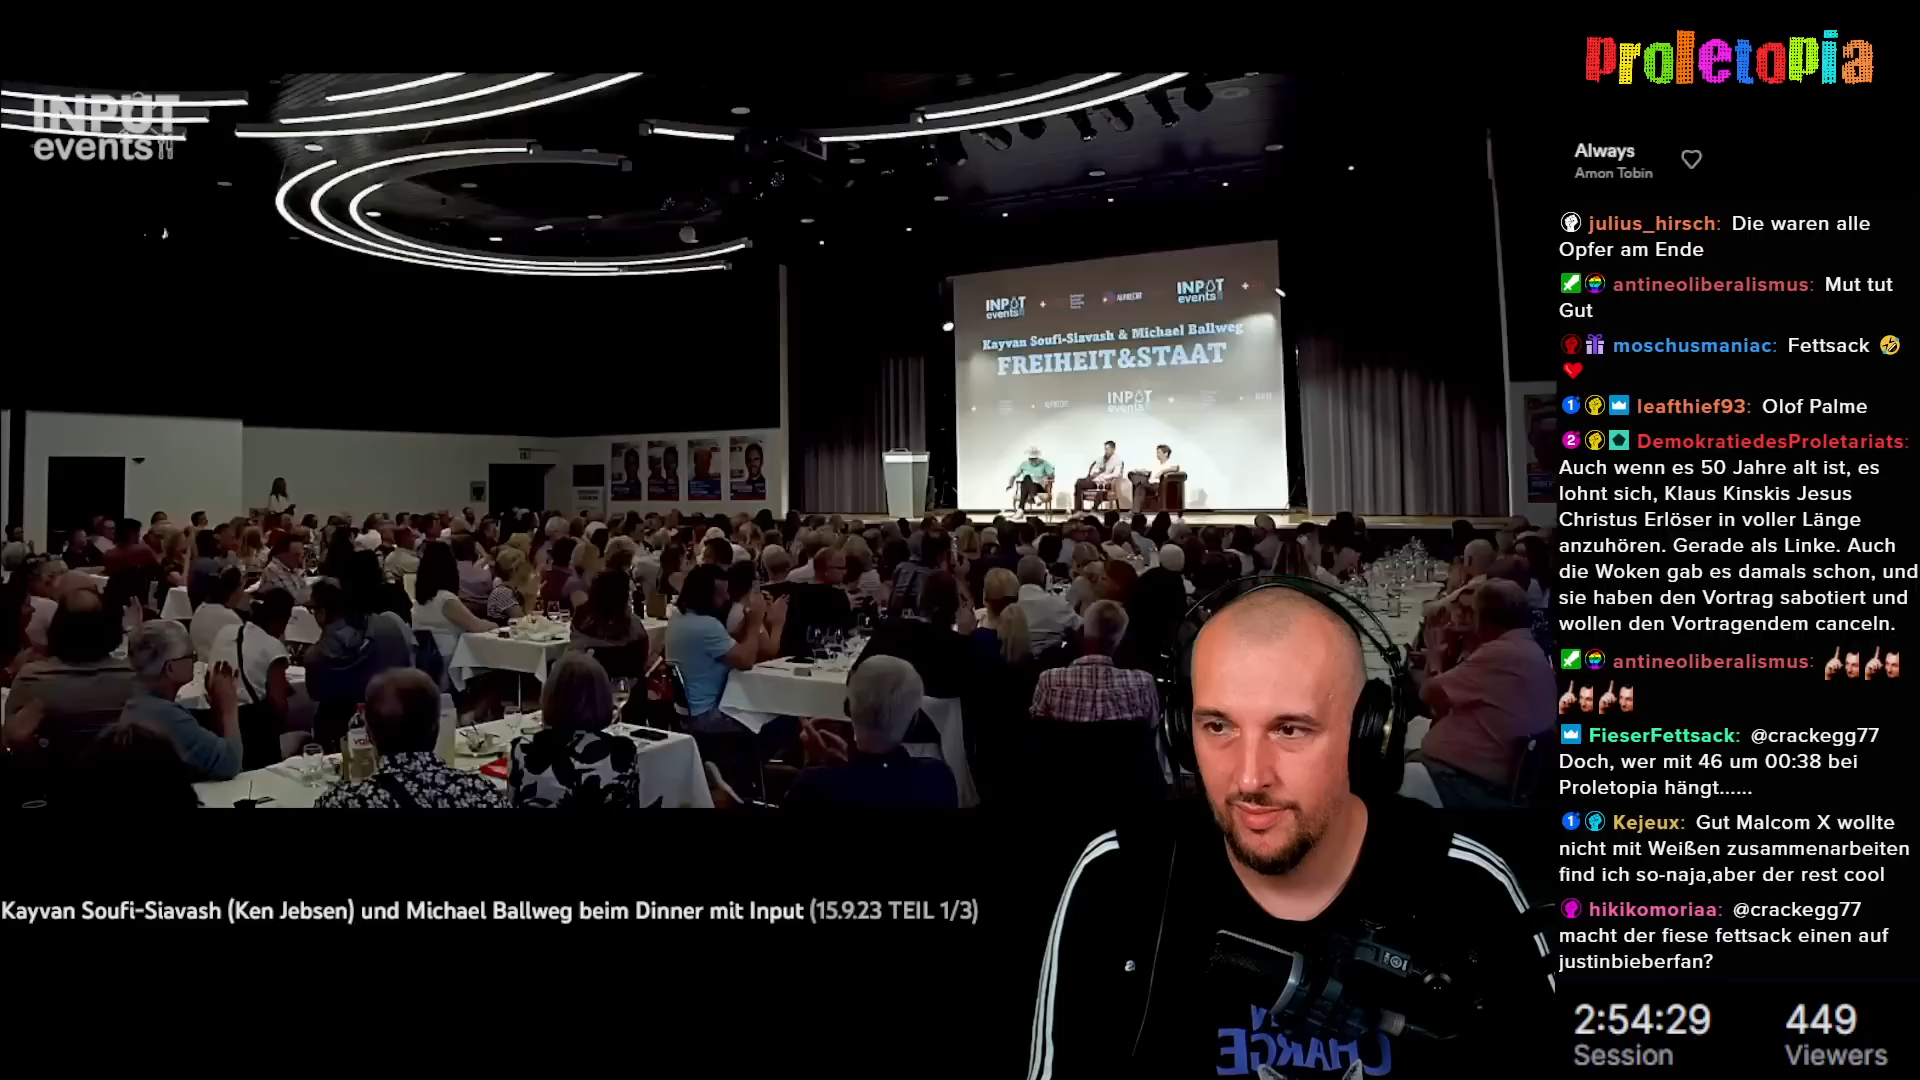 INPUT
events
INPUT
events
ALBRECHT
INPUT
events
Kayvan Soufi-Siavash & Michael Ballweg
FREIHEIT&STAAT
INPUT
events
Kayvan Soufi-Siavash (Ken Jebsen) und Michael Ballweg beim Dinner mit Input (15.9.23 TEIL 1/3)
CHARGE
Proletopia
Always
Amon Tobin
julius_hirsch: Die waren alle
Opfer am Ende
antineoliberalismus: Mut tut
Gut
moschusmaniac: Fettsack 🤣
❤️
1 leafthief93: Olof Palme
2 DemokratiedesProletariats:
Auch wenn es 50 Jahre alt ist, es
lohnt sich, Klaus Kinskis Jesus
Christus Erlöser in voller Länge
anzuhören. Gerade als Linke. Auch
die Woken gab es damals schon, und
sie haben den Vortrag sabotiert und
wollen den Vortragendem canceln.
antineoliberalismus:
FieserFettsack: @crackegg77
Doch, wer mit 46 um 00:38 bei
Proletopia hängt......
1 Kejeux: Gut Malcom X wollte
nicht mit Weißen zusammenarbeiten
find ich so-naja,aber der rest cool
hikikomoriaa: @crackegg77
macht der fiese fettsack einen auf
justinbieberfan?
2:54:29
Session
449
Viewers